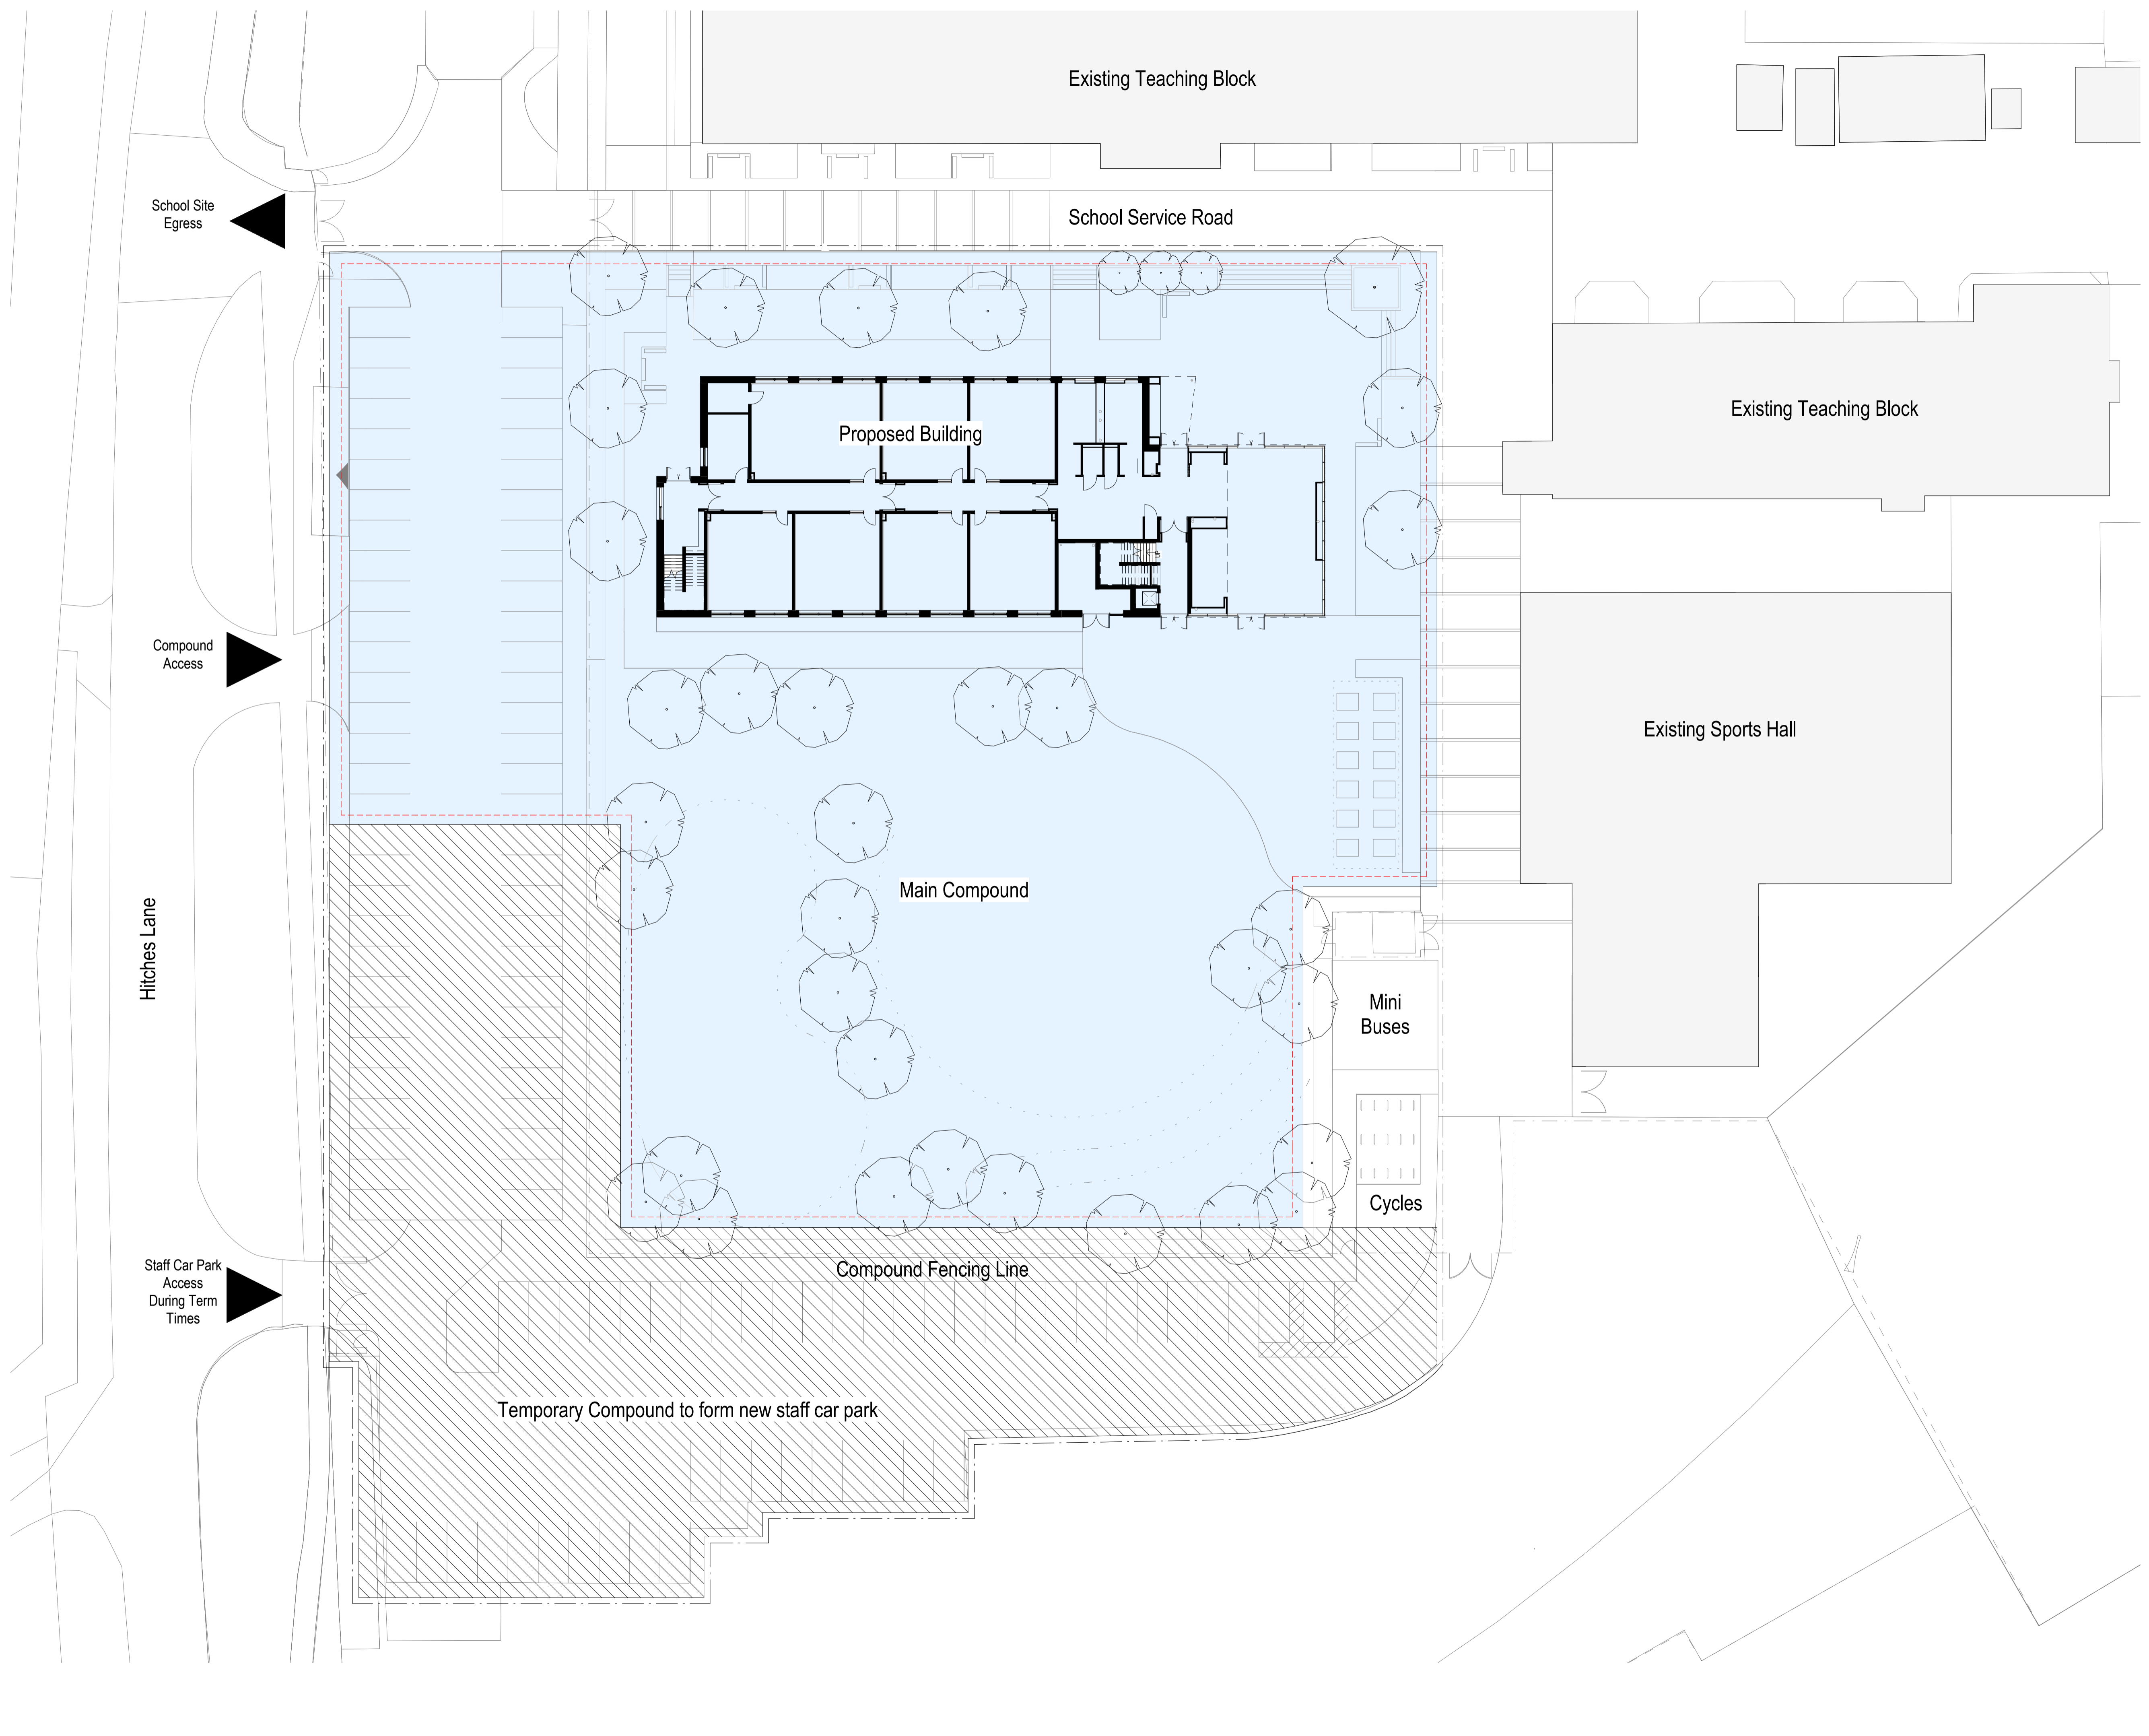 Existing Teaching Block
School Site
Egress
School Service Road
Existing Teaching Block
Proposed Building
Compound
Access
Existing Sports Hall
Main Compound
Hitches Lane
Mini
Buses
Cycles
Staff Car Park
Access
During Term
Times
Compound Fencing Line
Temporary Compound to form new staff car park